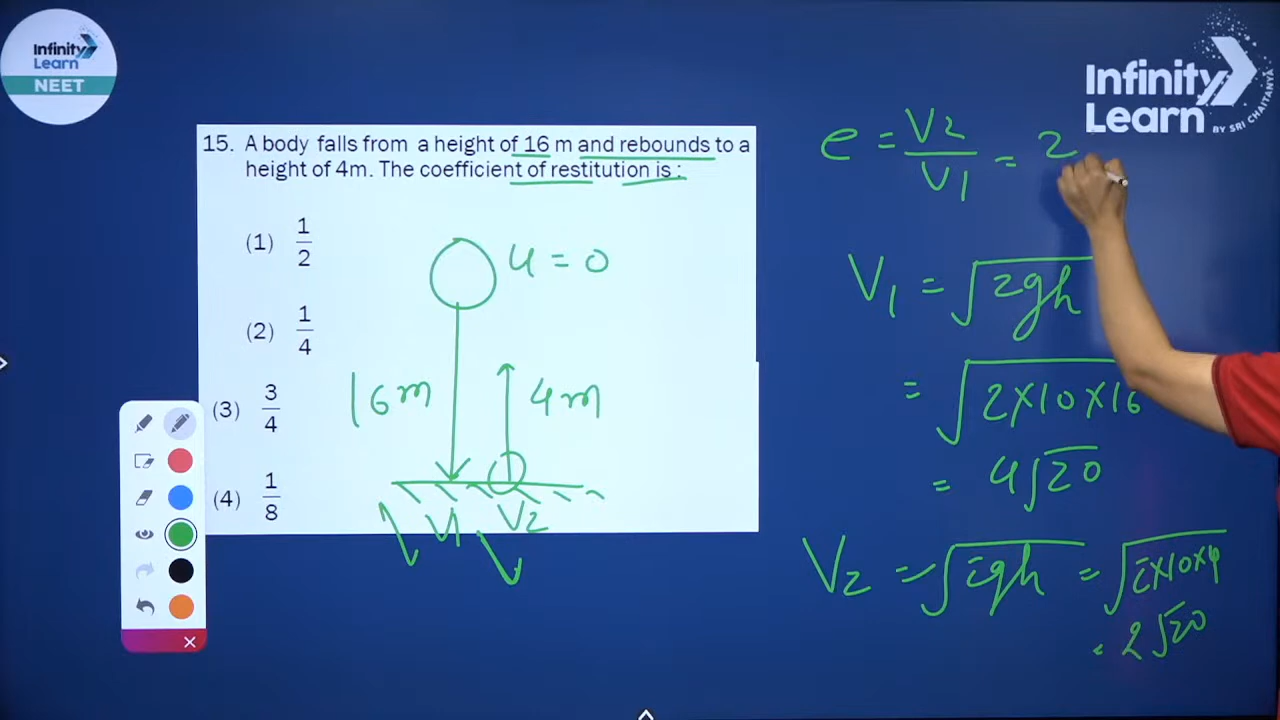 Infinity
Learn
NEET
Infinity
Learn
BY SRI CHAITANYA
15. A body falls from a height of 16 m and rebounds to a
height of 4m. The coefficient of restitution is :
(1) 1/2
(2) 1/4
(3) 3/4
(4) 1/8
u = 0
16m
4m
V1 V2
e = V2/V1 = 2
V1 = √2gh
= √2×10×16
= 4√20
V2 = √2gh = √2×10×4
= 2√20